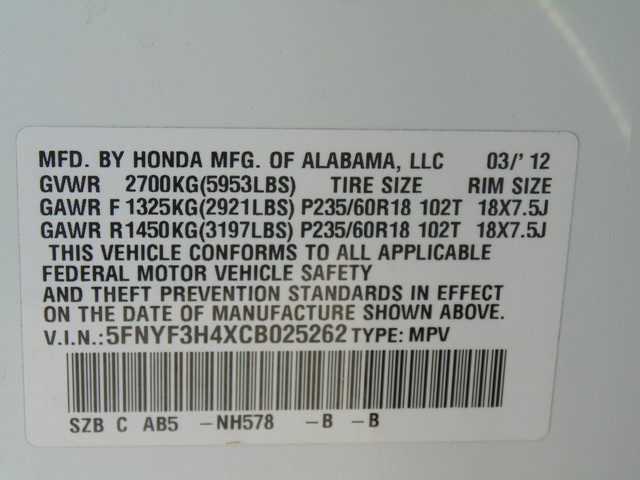 MFD. BY HONDA MFG. OF ALABAMA, LLC 03/'12
GVWR 2700KG(5953LBS) TIRE SIZE RIM SIZE
GAWR F 1325KG(2921LBS) P235/60R18 102T 18X7.5J
GAWR R1450KG(3197LBS) P235/60R18 102T 18X7.5J
THIS VEHICLE CONFORMS TO ALL APPLICABLE
FEDERAL MOTOR VEHICLE SAFETY
AND THEFT PREVENTION STANDARDS IN EFFECT
ON THE DATE OF MANUFACTURE SHOWN ABOVE.
V.I.N.:5FNYF3H4XCB025262 TYPE: MPV
SZB C AB5 -NH578 -B -B